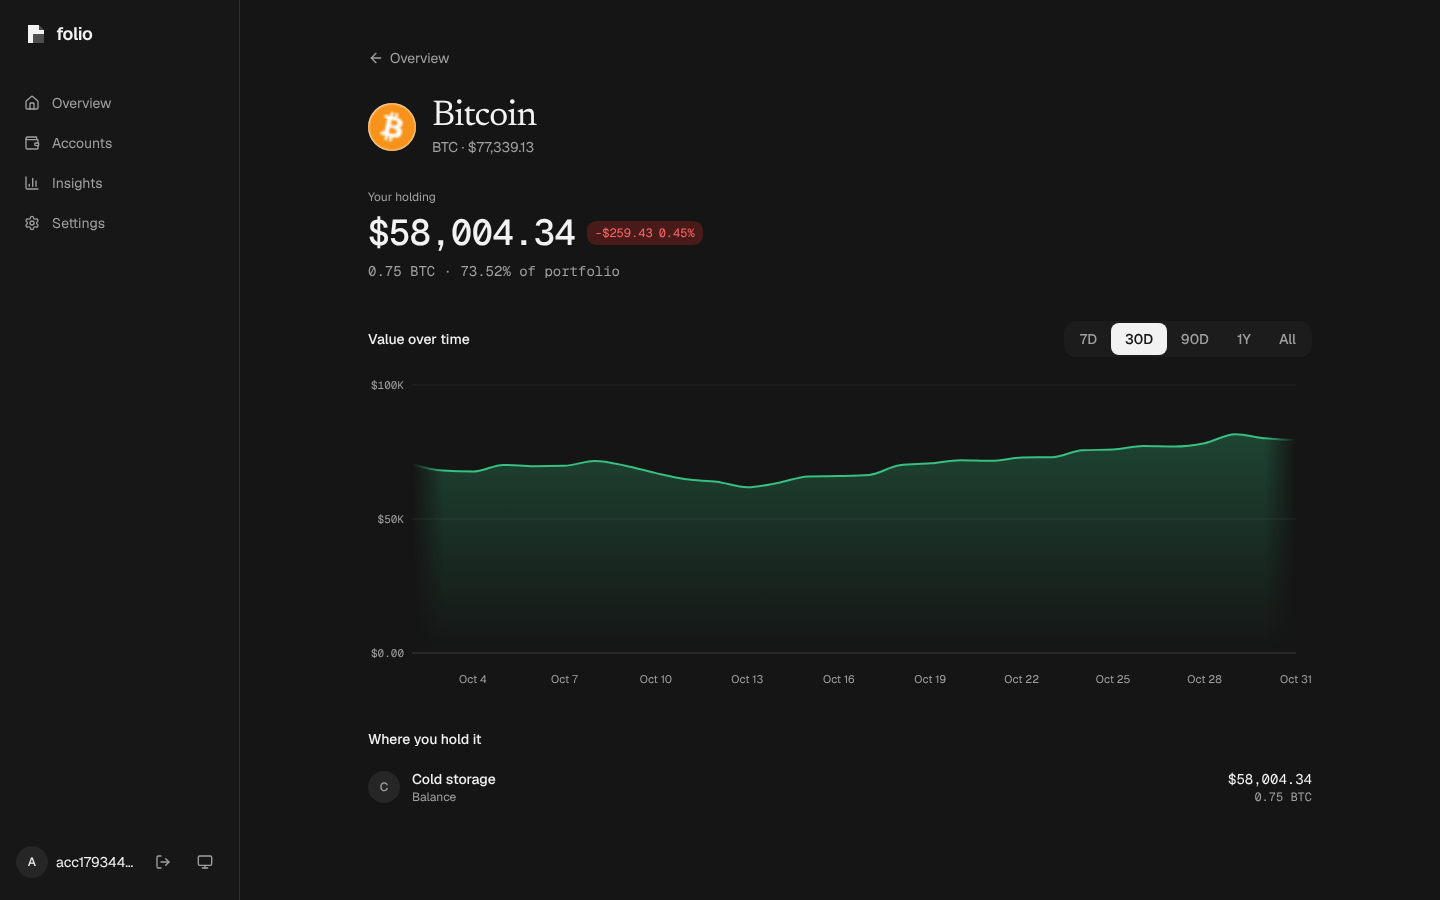 folio
Overview
Accounts
Insights
Settings
A
acc179344...
Overview
Bitcoin
BTC · $77,339.13
Your holding
$58,004.34
-$259.43 0.45%
0.75 BTC · 73.52% of portfolio
Value over time
7D 30D 90D 1Y All
$100K
$50K
$0.00
Oct 4 Oct 7 Oct 10 Oct 13 Oct 16 Oct 19 Oct 22 Oct 25 Oct 28 Oct 31
Where you hold it
C
Cold storage
$58,004.34
Balance
0.75 BTC